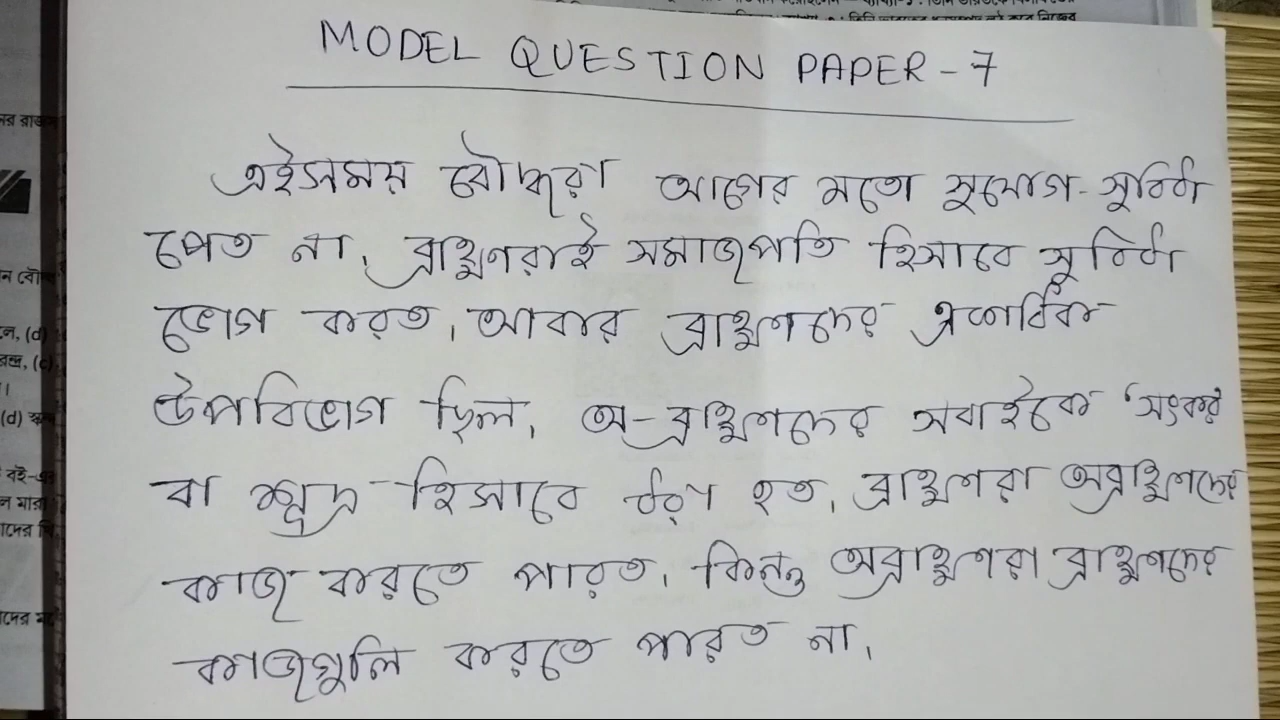 MODEL QUESTION PAPER - 7
এইসময় বৌদ্ধরা আগের মতো সুযোগ-সুবিধা
পেত না। ব্রাহ্মণরাই সমাজপতি হিসাবে সুবিধা
ভোগ করত। আবার ব্রাহ্মণদের একাধিক
উপবিভাগ ছিল। অ-ব্রাহ্মণদের সবাইকে 'সংকর
বা শূদ্র হিসাবে ধরা হত। ব্রাহ্মণরা অব্রাহ্মণদের
কাজ করতে পারত। কিন্তু অব্রাহ্মণরা ব্রাহ্মণদের
কাজগুলি করতে পারত না।
নে, (d)
(d)